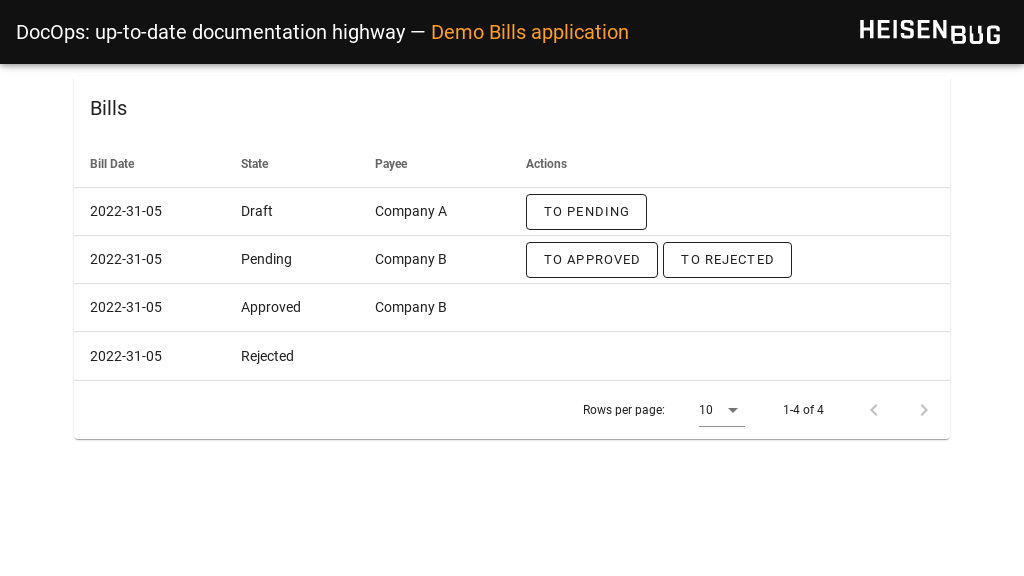 DocOps: up-to-date documentation highway — Demo Bills application
HEISENBUG
Bills
Bill Date State Payee Actions
2022-31-05 Draft Company A TO PENDING
2022-31-05 Pending Company B TO APPROVED TO REJECTED
2022-31-05 Approved Company B
2022-31-05 Rejected
Rows per page: 10 1-4 of 4